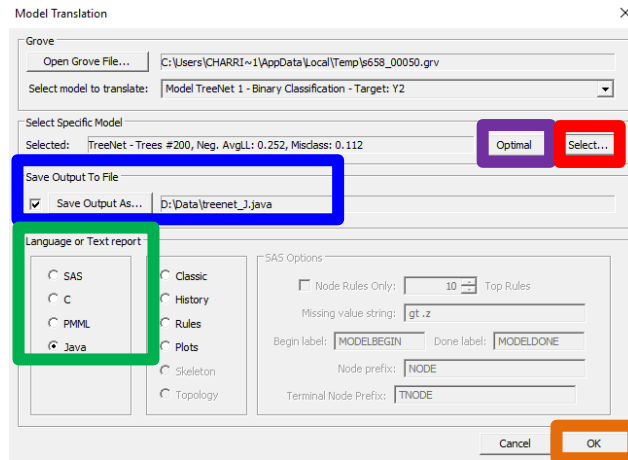 Model Translation
Grove
Open Grove File... C:\Users\CHARRI~1\AppData\Local\Temp\s658_00050.grv
Select model to translate: Model TreeNet 1 - Binary Classification - Target: Y2
Select Specific Model
Selected: TreeNet - Trees #200, Neg. AvgLL: 0.252, Misclass: 0.112 Optimal Select...
Save Output To File
Save Output As... D:\Data\treenet_J.java
Language or Text report
SAS Options
SAS Classic Node Rules Only: 10 Top Rules
C History Missing value string: gt .z
PMML Rules Begin label: MODELBEGIN Done label: MODELDONE
Java Plots
Skeleton Node prefix: NODE
Topology Terminal Node Prefix: TNODE
Cancel OK